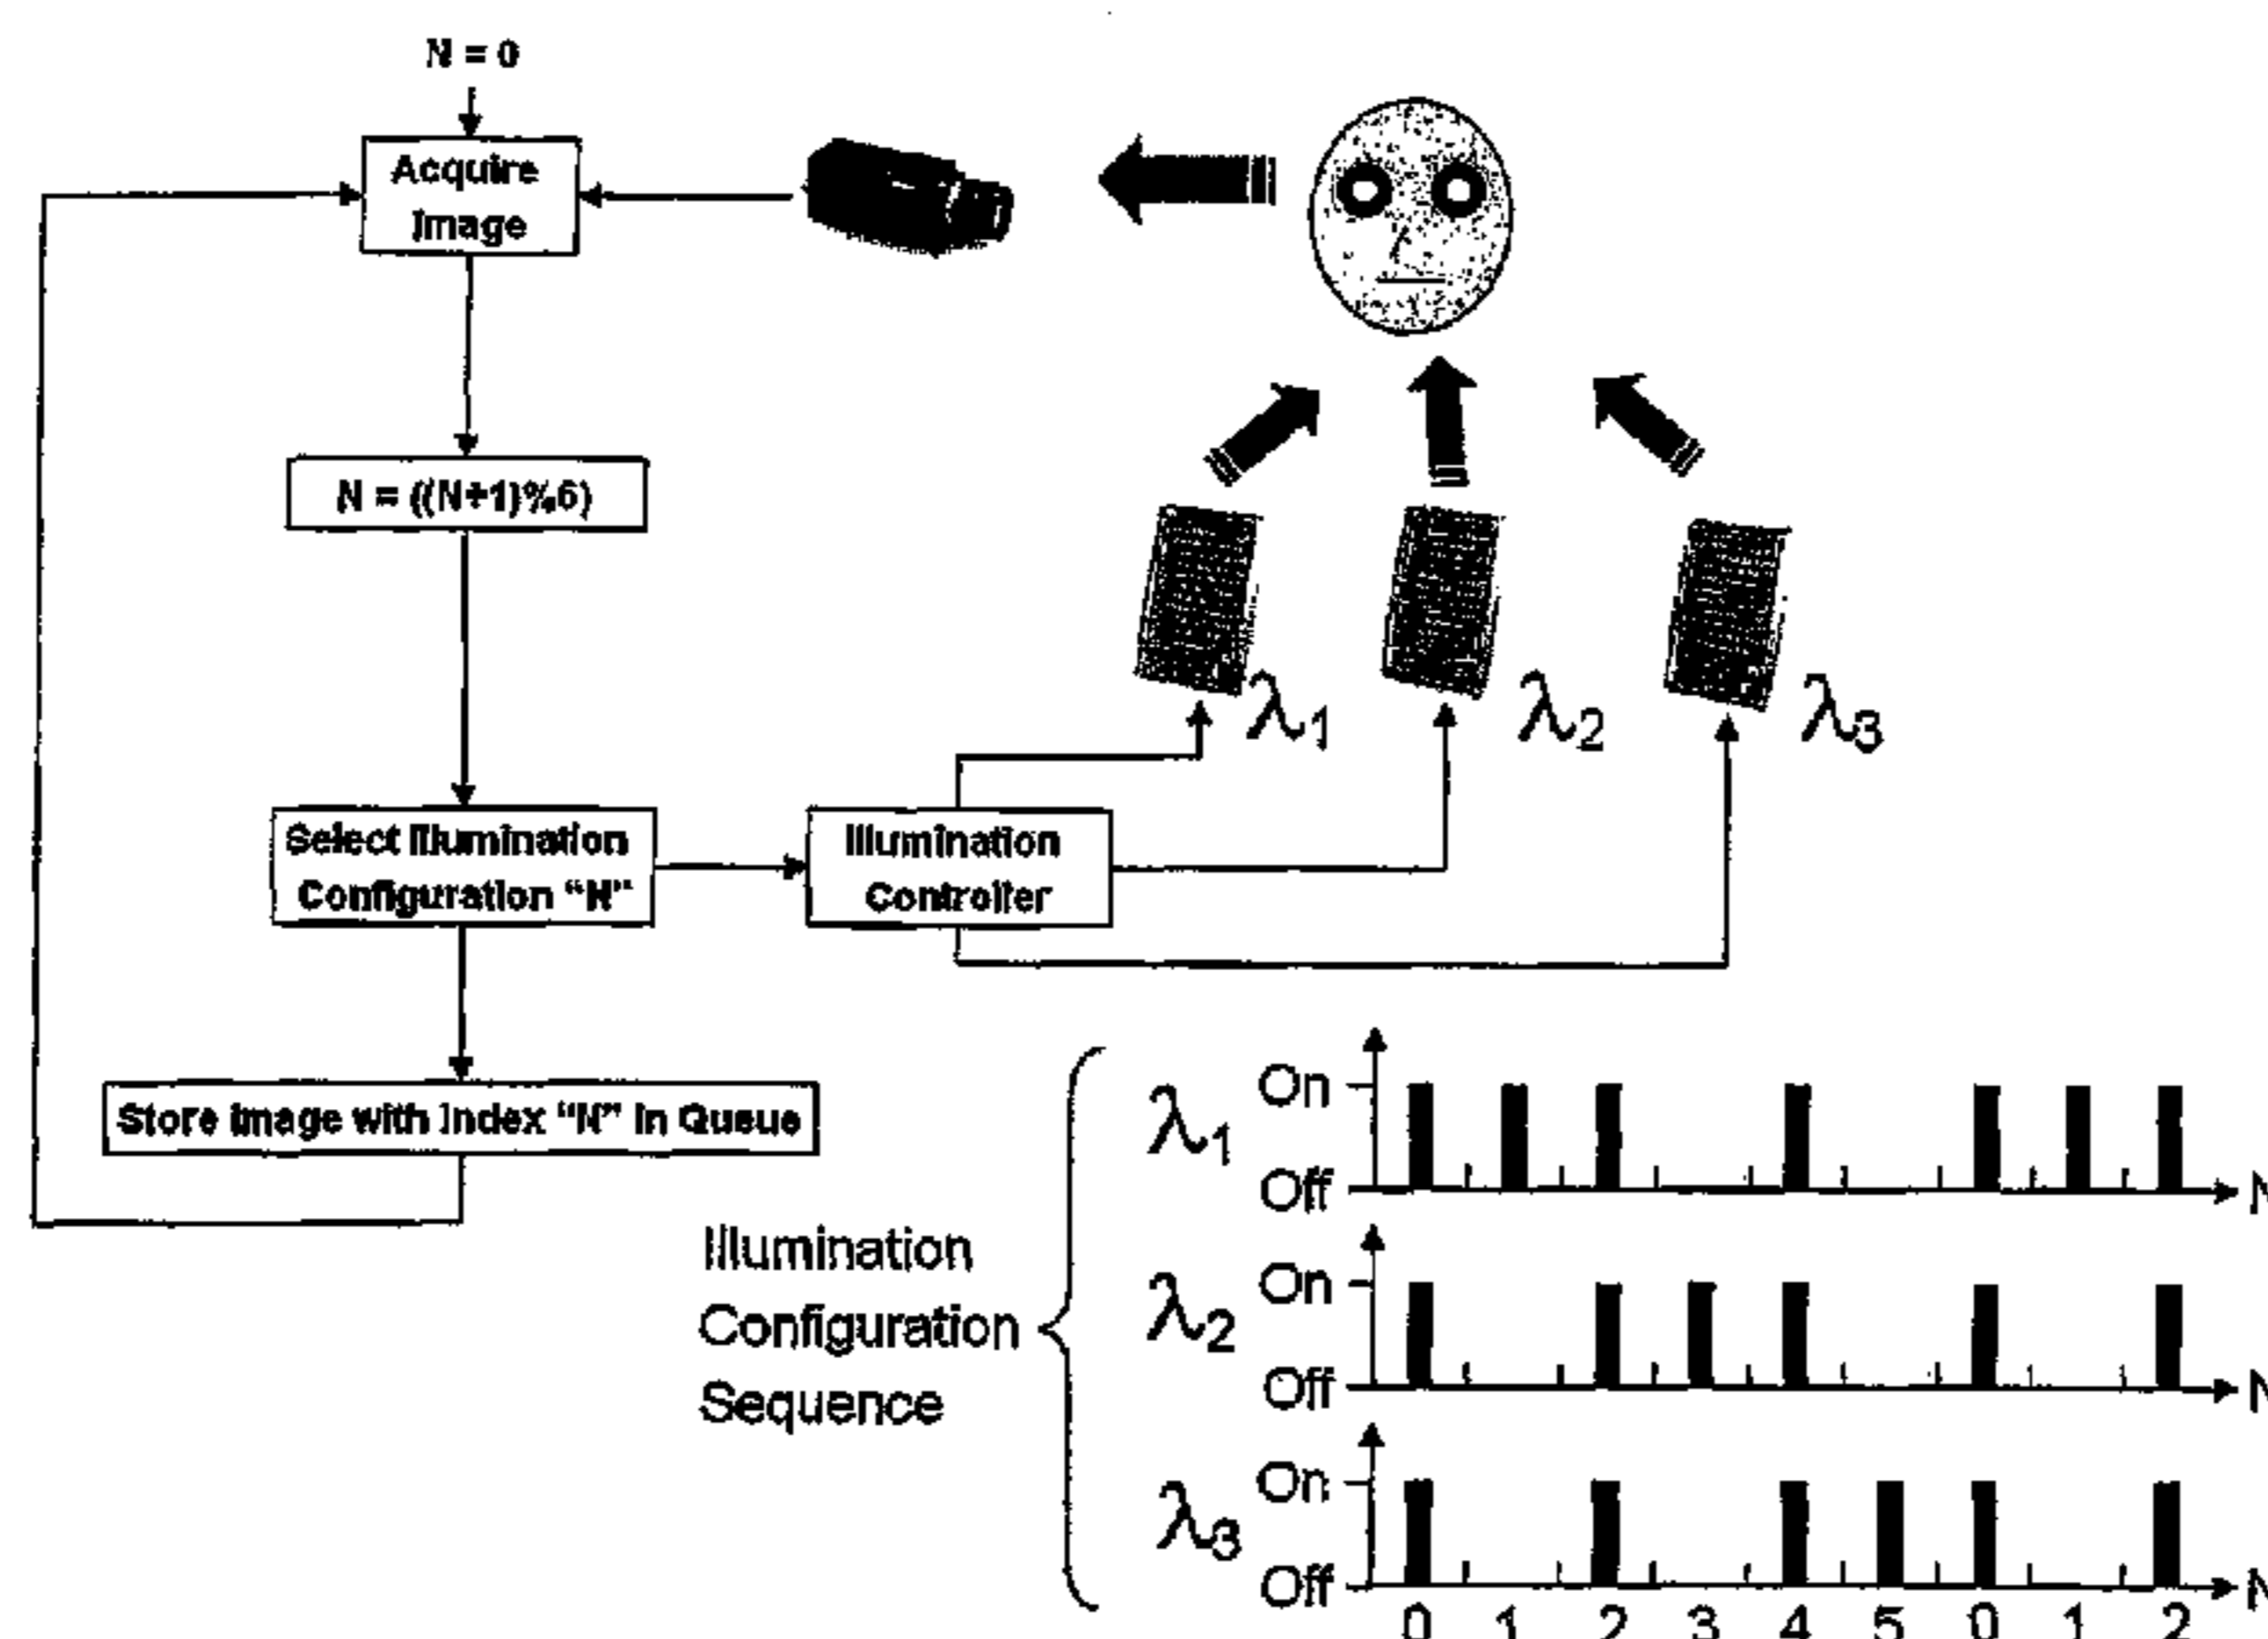 N = 0
Acquire
Image
N = ((N+1)%6)
λ1
λ2
λ3
Select Illumination
Configuration "N"
Illumination
Controller
Store Image with Index "N" in Queue
Illumination
Configuration
Sequence
λ1
On
Off
N
λ2
On
Off
N
λ3
On
Off
N
0 1 2 3 4 5 0 1 2